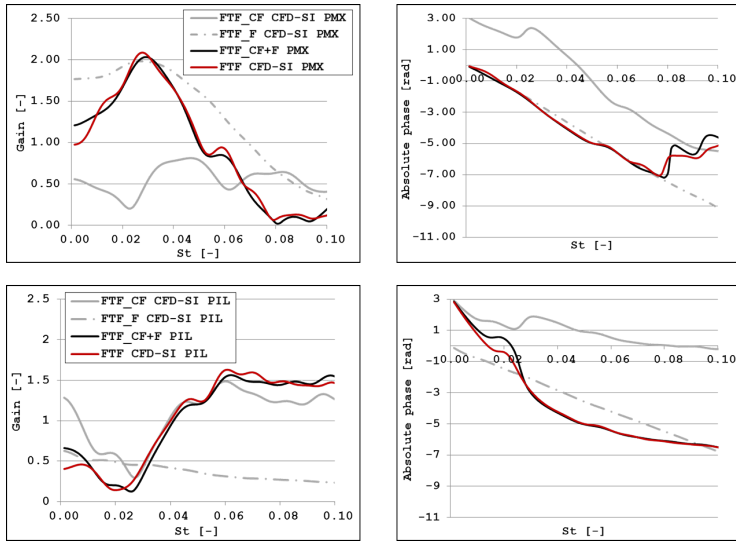 2.50
2.00
1.50
1.00
0.50
0.00
Gain [-]
FTF_CF CFD-SI PMX
FTF_F CFD-SI PMX
FTF_CF+F PMX
FTF CFD-SI PMX
0.00 0.02 0.04 0.06 0.08 0.10
St [-]
3.00
1.00
-1.00
-3.00
-5.00
-7.00
-9.00
-11.00
Absolute phase [rad]
0.00 0.02 0.04 0.06 0.08 0.10
St [-]
2.5
2
1.5
1
0.5
0
Gain [-]
FTF_CF CFD-SI PIL
FTF_F CFD-SI PIL
FTF_CF+F PIL
FTF CFD-SI PIL
0.00 0.02 0.04 0.06 0.08 0.10
St [-]
3
1
-1
-3
-5
-7
-9
-11
Absolute phase [rad]
0.00 0.02 0.04 0.06 0.08 0.10
St [-]